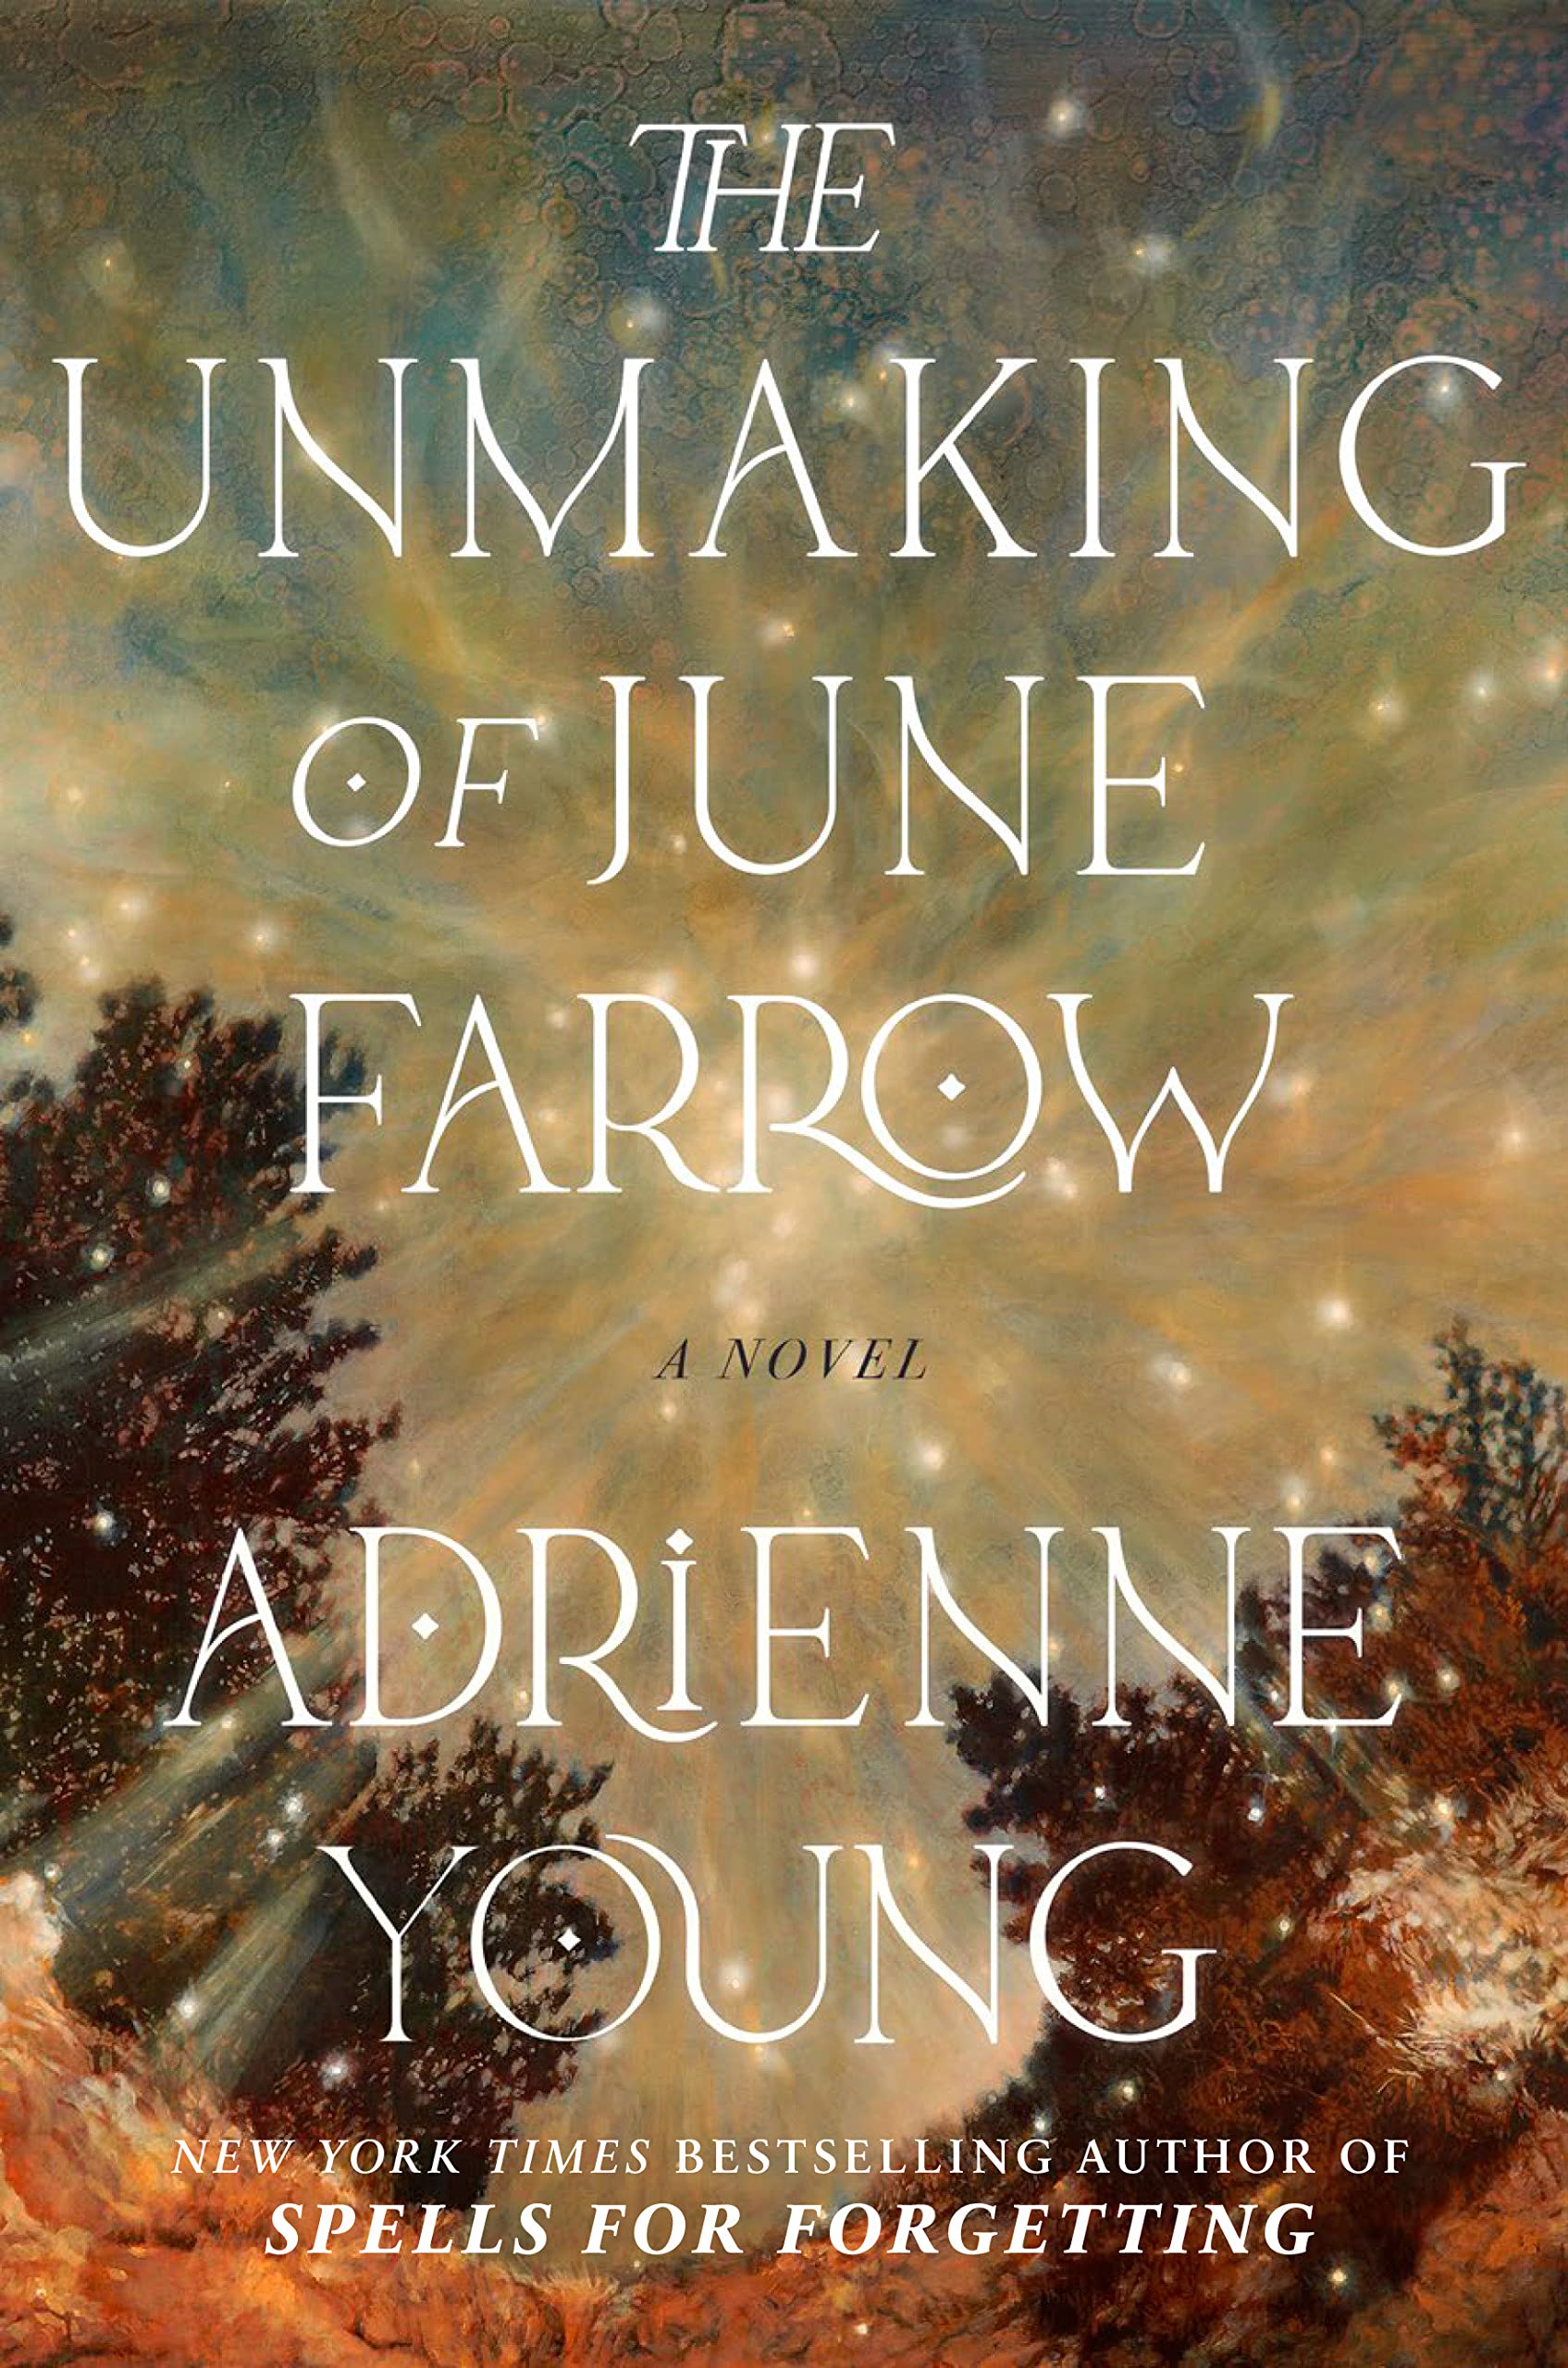 THE
UNMAKING
OF JUNE
FARROW
A NOVEL
ADRiENNE
YOUNG
NEW YORK TIMES BESTSELLING AUTHOR OF
SPELLS FOR FORGETTING